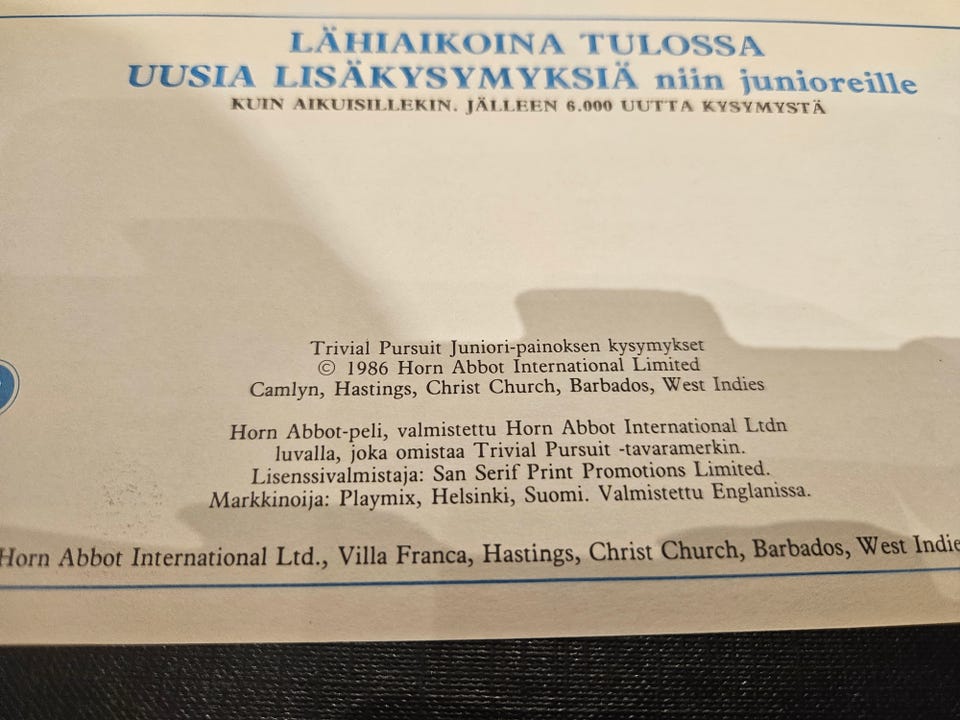 LÄHIAIKOINA TULOSSA
UUSIA LISÄKYSYMYKSIÄ niin junioreille
KUIN AIKUISILLEKIN. JÄLLEEN 6.000 UUTTA KYSYMYSTÄ
Trivial Pursuit Juniori-painoksen kysymykset
© 1986 Horn Abbot International Limited
Camlyn, Hastings, Christ Church, Barbados, West Indies
Horn Abbot-peli, valmistettu Horn Abbot International Ltdn
luvalla, joka omistaa Trivial Pursuit -tavaramerkin.
Lisenssivalmistaja: San Serif Print Promotions Limited.
Markkinoija: Playmix, Helsinki, Suomi. Valmistettu Englanissa.
Horn Abbot International Ltd., Villa Franca, Hastings, Christ Church, Barbados, West Indie